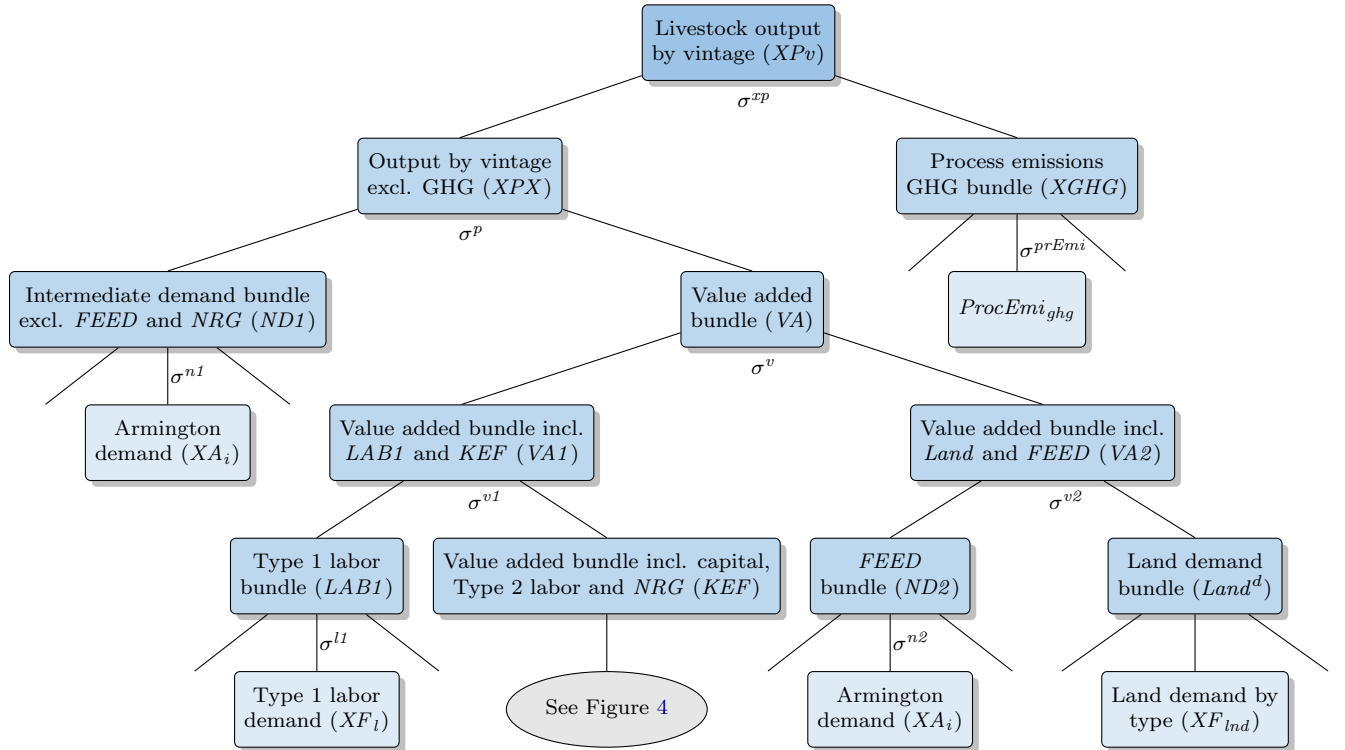 Livestock output
by vintage (XPv)
σ^xp
Output by vintage
excl. GHG (XPX)
Process emissions
GHG bundle (XGHG)
σ^p
σ^prEmi
Intermediate demand bundle
excl. FEED and NRG (ND1)
Value added
bundle (VA)
ProcEmi_ghg
σ^n1
σ^v
Armington
demand (XA_i)
Value added bundle incl.
LAB1 and KEF (VA1)
Value added bundle incl.
Land and FEED (VA2)
σ^v1
σ^v2
Type 1 labor
bundle (LAB1)
Value added bundle incl. capital,
Type 2 labor and NRG (KEF)
FEED
bundle (ND2)
Land demand
bundle (Land^d)
σ^l1
σ^n2
Type 1 labor
demand (XF_l)
See Figure 4
Armington
demand (XA_i)
Land demand by
type (XF_lnd)